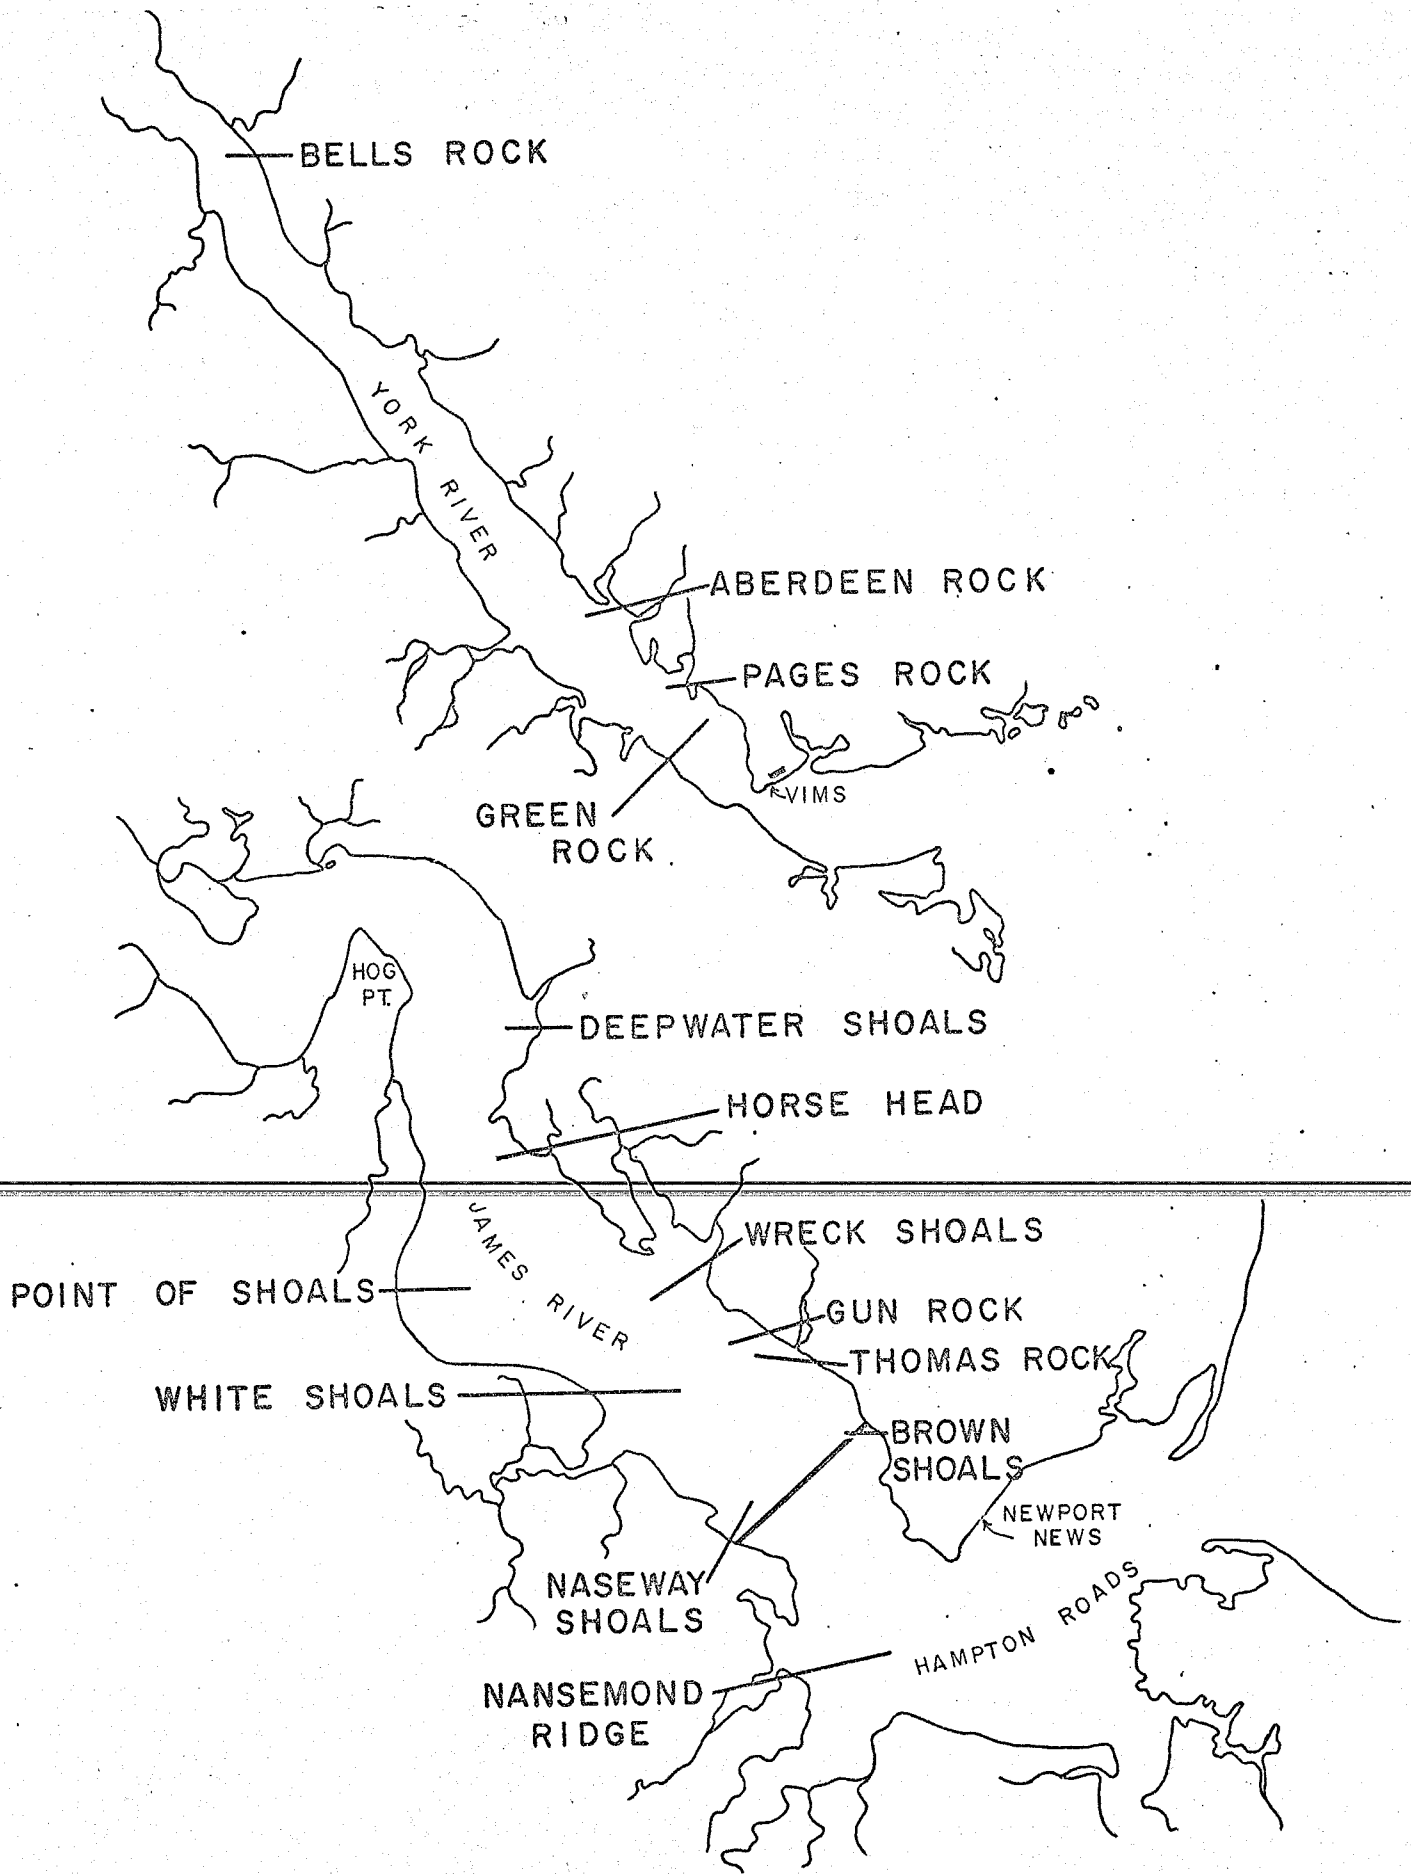 BELLS ROCK
YORK RIVER
ABERDEEN ROCK
PAGES ROCK
VIMS
GREEN
ROCK
HOG
PT.
DEEPWATER SHOALS
HORSE HEAD
JAMES RIVER
WRECK SHOALS
POINT OF SHOALS
GUN ROCK
THOMAS ROCK
WHITE SHOALS
BROWN
SHOALS
NEWPORT
NEWS
NASEWAY
SHOALS
HAMPTON ROADS
NANSEMOND
RIDGE